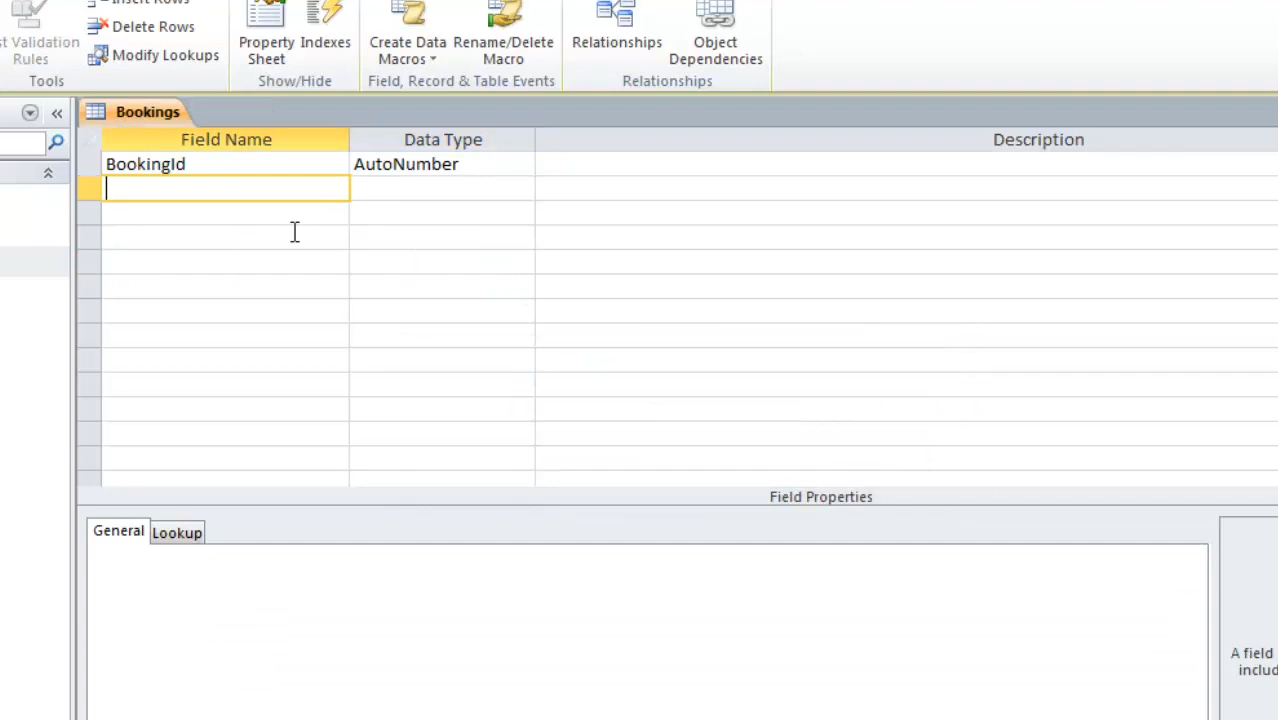 Insert Rows
Delete Rows
Modify Lookups
Validation
Rules
Tools
Property
Sheet
Indexes
Show/Hide
Create Data
Macros
Rename/Delete
Macro
Field, Record & Table Events
Relationships
Object
Dependencies
Relationships
Bookings
Field Name
Data Type
Description
BookingId
AutoNumber
Field Properties
General
Lookup
A field
includ